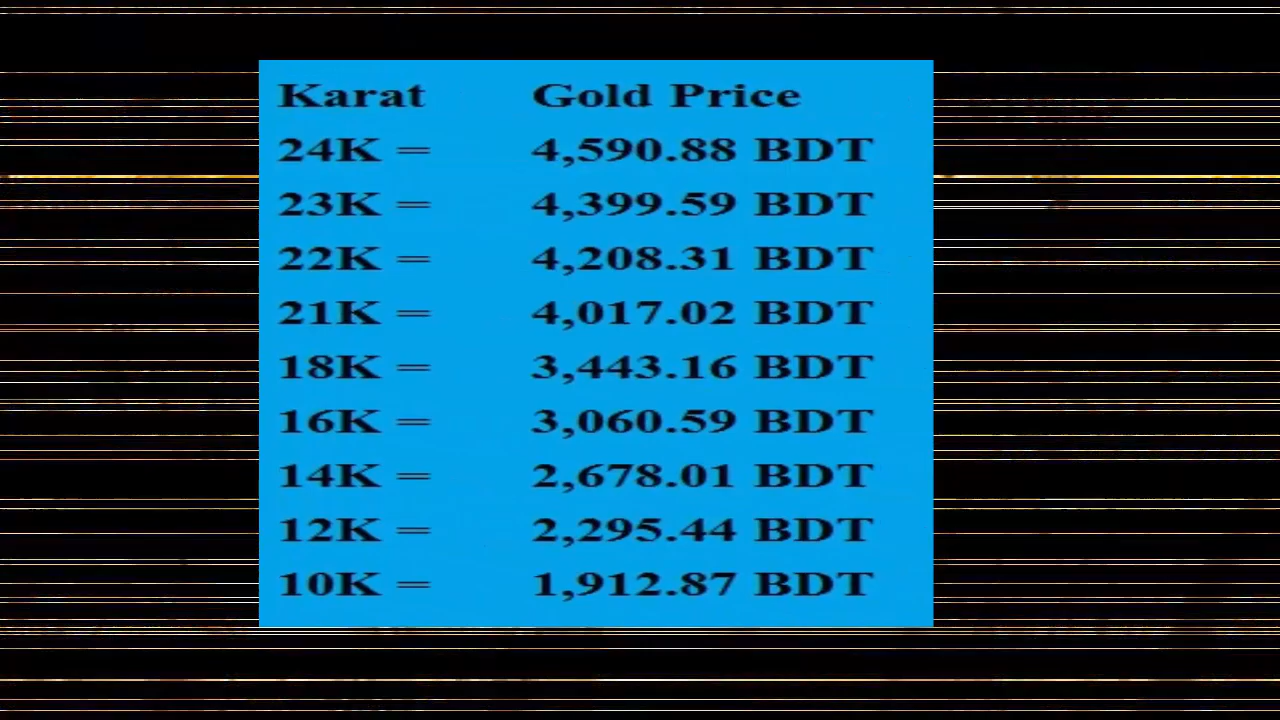 Karat Gold Price
24K = 4,590.88 BDT
23K = 4,399.59 BDT
22K = 4,208.31 BDT
21K = 4,017.02 BDT
18K = 3,443.16 BDT
16K = 3,060.59 BDT
14K = 2,678.01 BDT
12K = 2,295.44 BDT
10K = 1,912.87 BDT